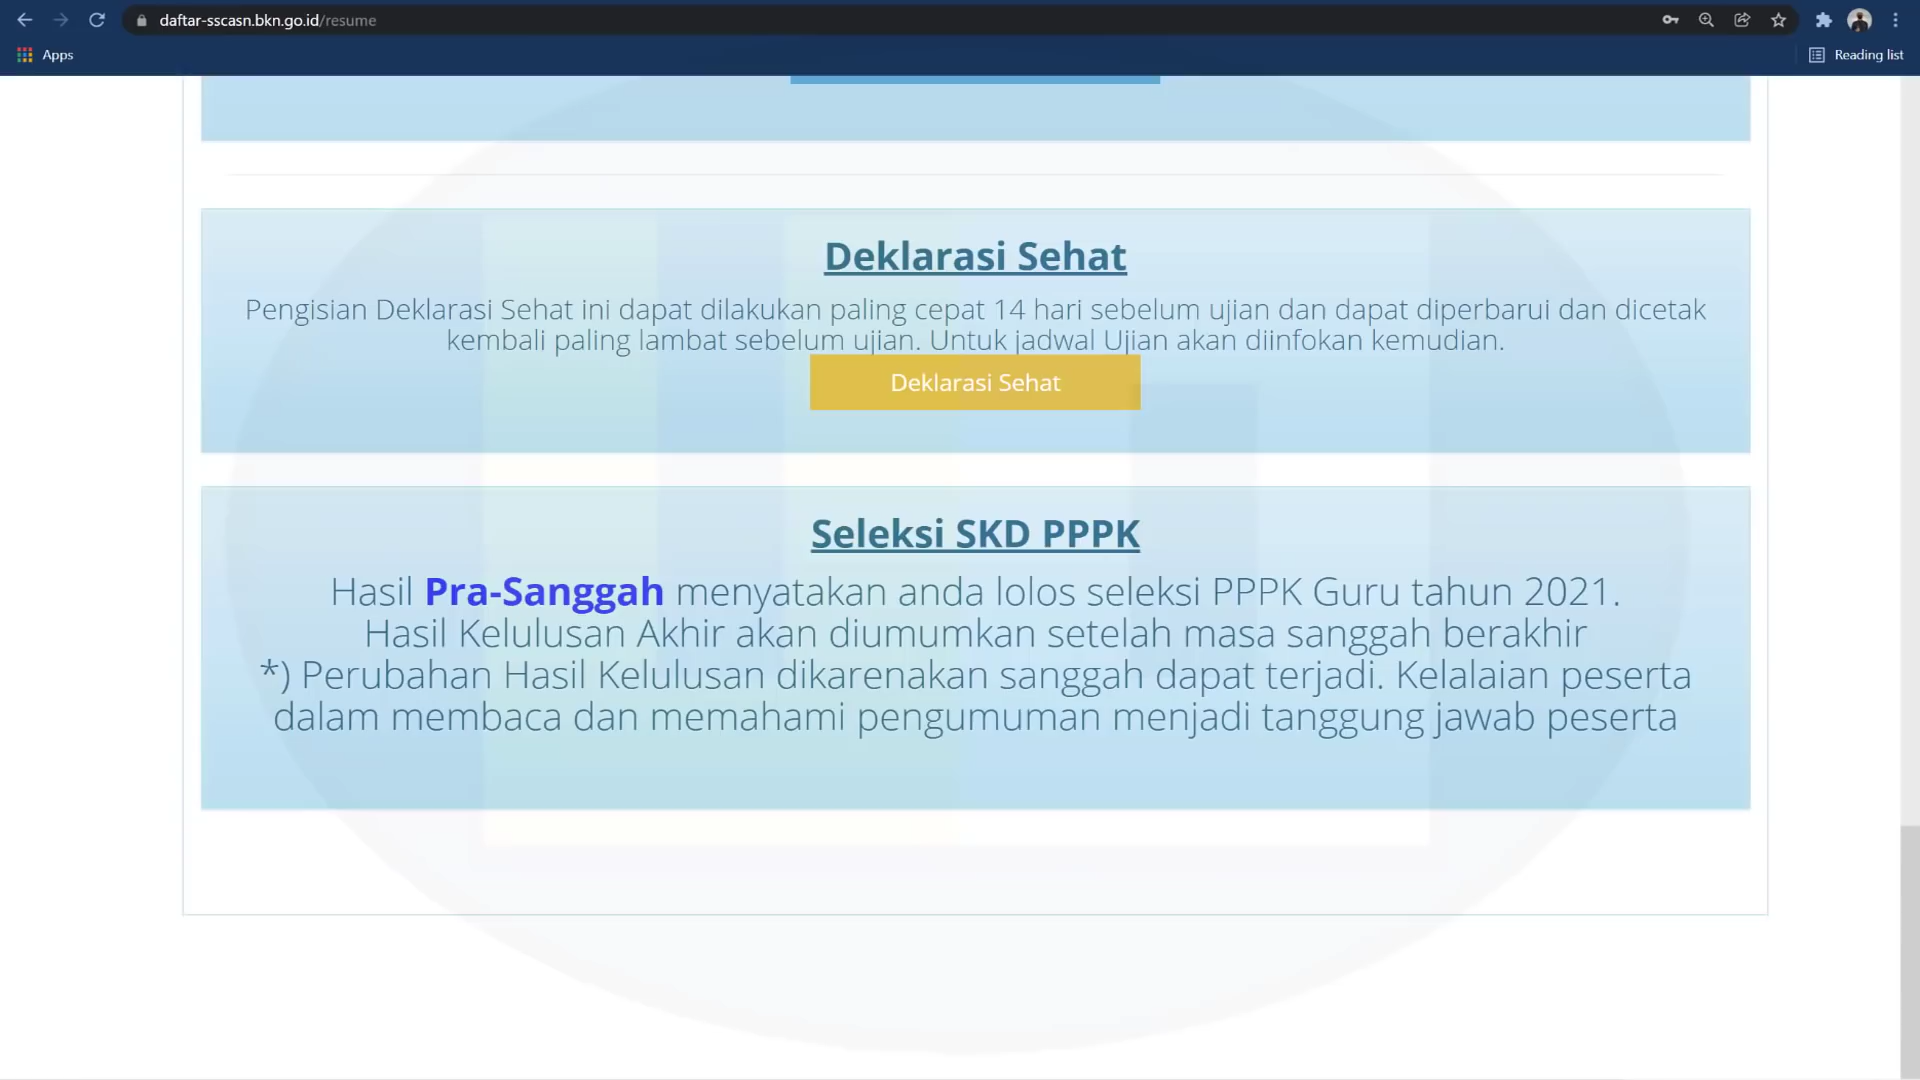 daftar-sscasn.bkn.go.id/resume
Apps
Reading list
Deklarasi Sehat
Pengisian Deklarasi Sehat ini dapat dilakukan paling cepat 14 hari sebelum ujian dan dapat diperbarui dan dicetak
kembali paling lambat sebelum ujian. Untuk jadwal Ujian akan diinfokan kemudian.
Deklarasi Sehat
Seleksi SKD PPPK
Hasil Pra-Sanggah menyatakan anda lolos seleksi PPPK Guru tahun 2021.
Hasil Kelulusan Akhir akan diumumkan setelah masa sanggah berakhir
*) Perubahan Hasil Kelulusan dikarenakan sanggah dapat terjadi. Kelalaian peserta
dalam membaca dan memahami pengumuman menjadi tanggung jawab peserta